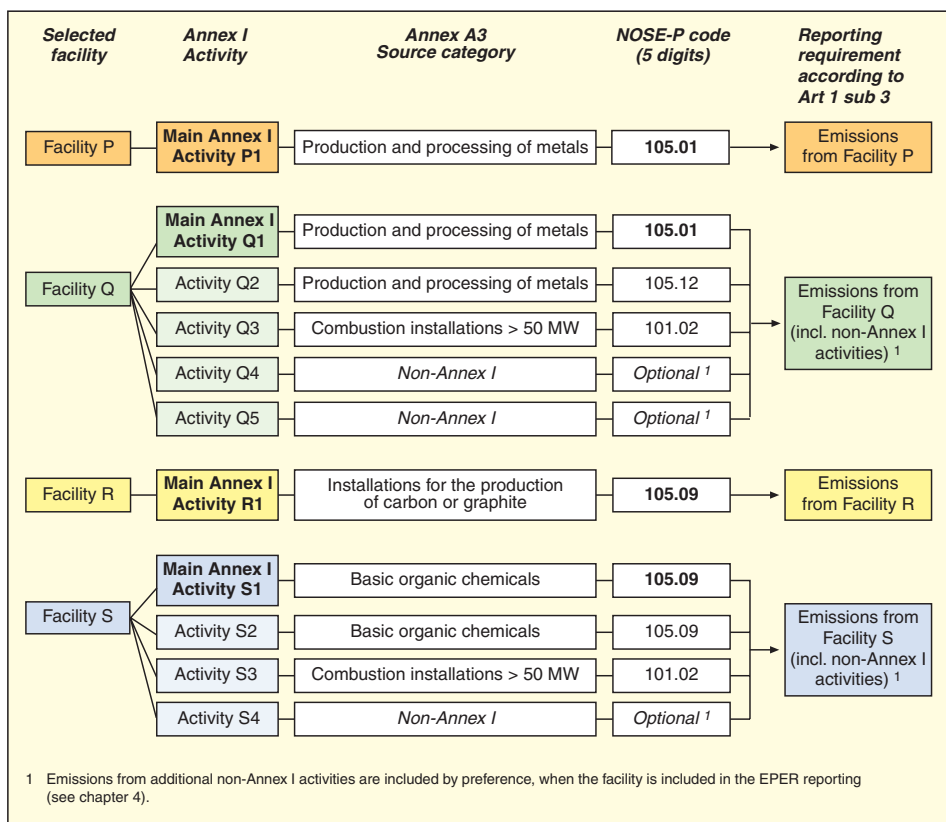 Selected
facility
Annex I
Activity
Annex A3
Source category
NOSE-P code
(5 digits)
Reporting
requirement
according to
Art 1 sub 3
Facility P
Main Annex I
Activity P1
Production and processing of metals
105.01
Emissions
from Facility P
Facility Q
Main Annex I
Activity Q1
Production and processing of metals
105.01
Activity Q2
Production and processing of metals
105.12
Activity Q3
Combustion installations > 50 MW
101.02
Activity Q4
Non-Annex I
Optional 1
Activity Q5
Non-Annex I
Optional 1
Emissions from
Facility Q
(incl. non-Annex I
activities) 1
Facility R
Main Annex I
Activity R1
Installations for the production
of carbon or graphite
105.09
Emissions
from Facility R
Facility S
Main Annex I
Activity S1
Basic organic chemicals
105.09
Activity S2
Basic organic chemicals
105.09
Activity S3
Combustion installations > 50 MW
101.02
Activity S4
Non-Annex I
Optional 1
Emissions from
Facility S
(incl. non-Annex I
activities) 1
1 Emissions from additional non-Annex I activities are included by preference, when the facility is included in the EPER reporting
(see chapter 4).